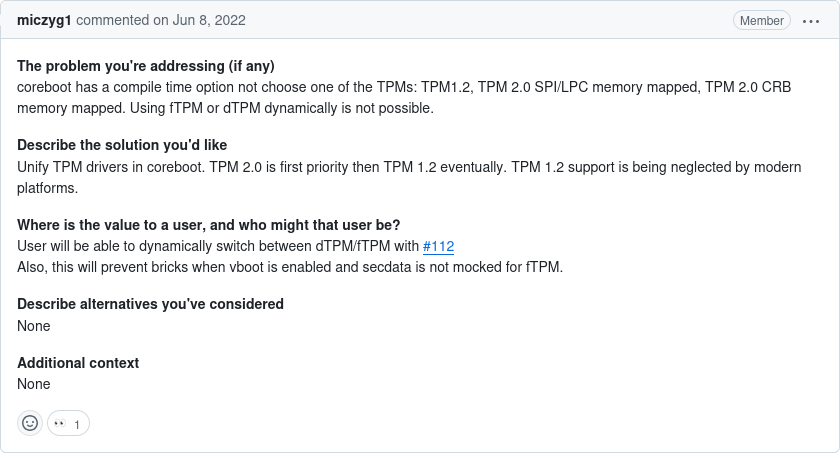 miczyg1 commented on Jun 8, 2022
Member
The problem you're addressing (if any)
coreboot has a compile time option not choose one of the TPMs: TPM1.2, TPM 2.0 SPI/LPC memory mapped, TPM 2.0 CRB
memory mapped. Using fTPM or dTPM dynamically is not possible.
Describe the solution you'd like
Unify TPM drivers in coreboot. TPM 2.0 is first priority then TPM 1.2 eventually. TPM 1.2 support is being neglected by modern
platforms.
Where is the value to a user, and who might that user be?
User will be able to dynamically switch between dTPM/fTPM with #112
Also, this will prevent bricks when vboot is enabled and secdata is not mocked for fTPM.
Describe alternatives you've considered
None
Additional context
None
👀 1